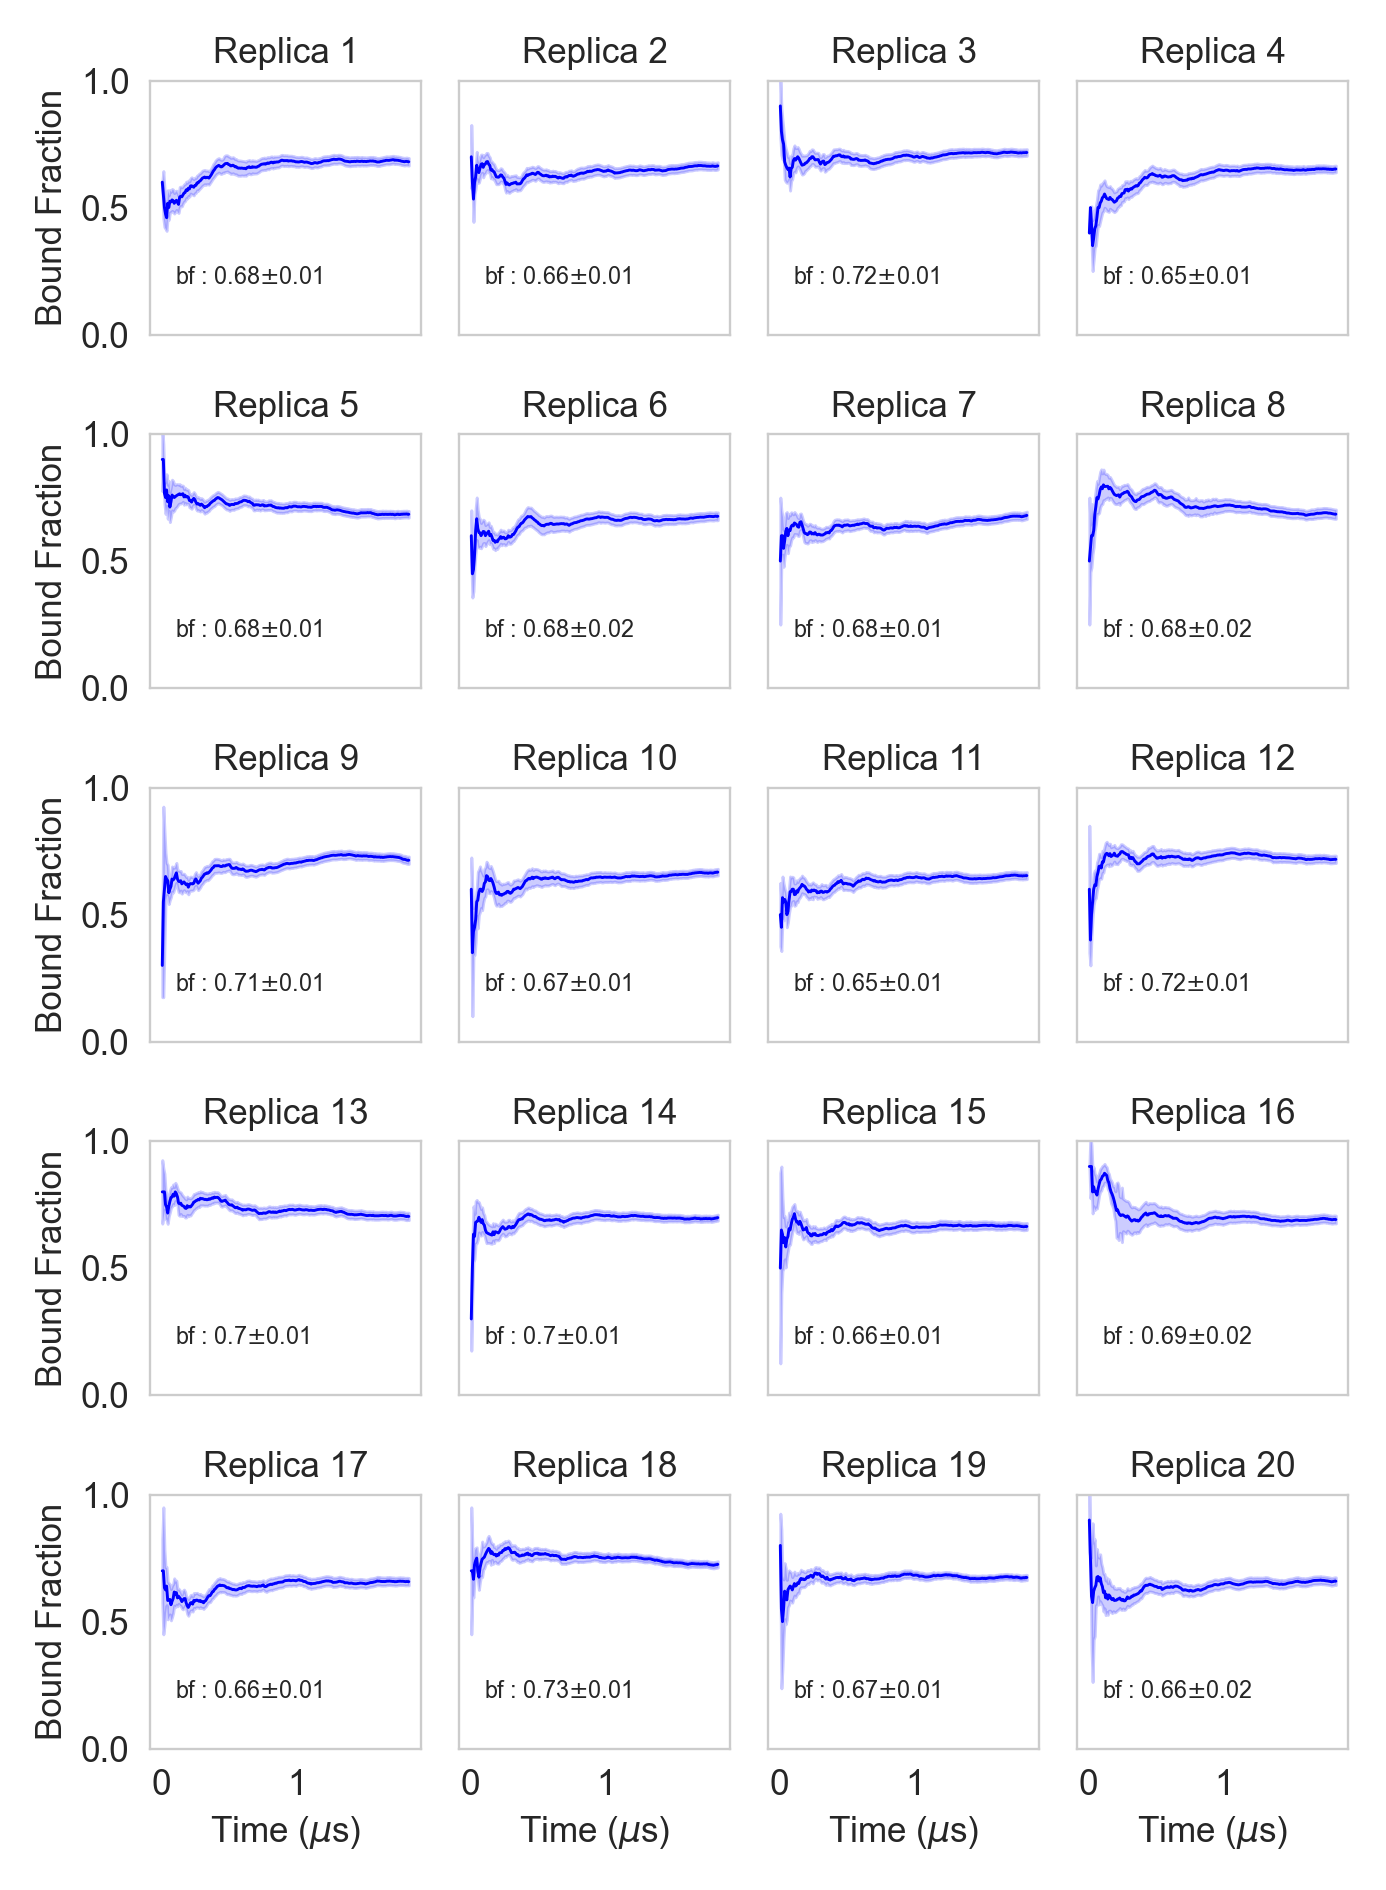 Replica 1 Replica 2 Replica 3 Replica 4
1.0
0.5
0.0
Bound Fraction
bf : 0.68±0.01 bf : 0.66±0.01 bf : 0.72±0.01 bf : 0.65±0.01
Replica 5 Replica 6 Replica 7 Replica 8
1.0
0.5
0.0
Bound Fraction
bf : 0.68±0.01 bf : 0.68±0.02 bf : 0.68±0.01 bf : 0.68±0.02
Replica 9 Replica 10 Replica 11 Replica 12
1.0
0.5
0.0
Bound Fraction
bf : 0.71±0.01 bf : 0.67±0.01 bf : 0.65±0.01 bf : 0.72±0.01
Replica 13 Replica 14 Replica 15 Replica 16
1.0
0.5
0.0
Bound Fraction
bf : 0.7±0.01 bf : 0.7±0.01 bf : 0.66±0.01 bf : 0.69±0.02
Replica 17 Replica 18 Replica 19 Replica 20
1.0
0.5
0.0
Bound Fraction
bf : 0.66±0.01 bf : 0.73±0.01 bf : 0.67±0.01 bf : 0.66±0.02
0 1 0 1 0 1 0 1
Time (μs) Time (μs) Time (μs) Time (μs)